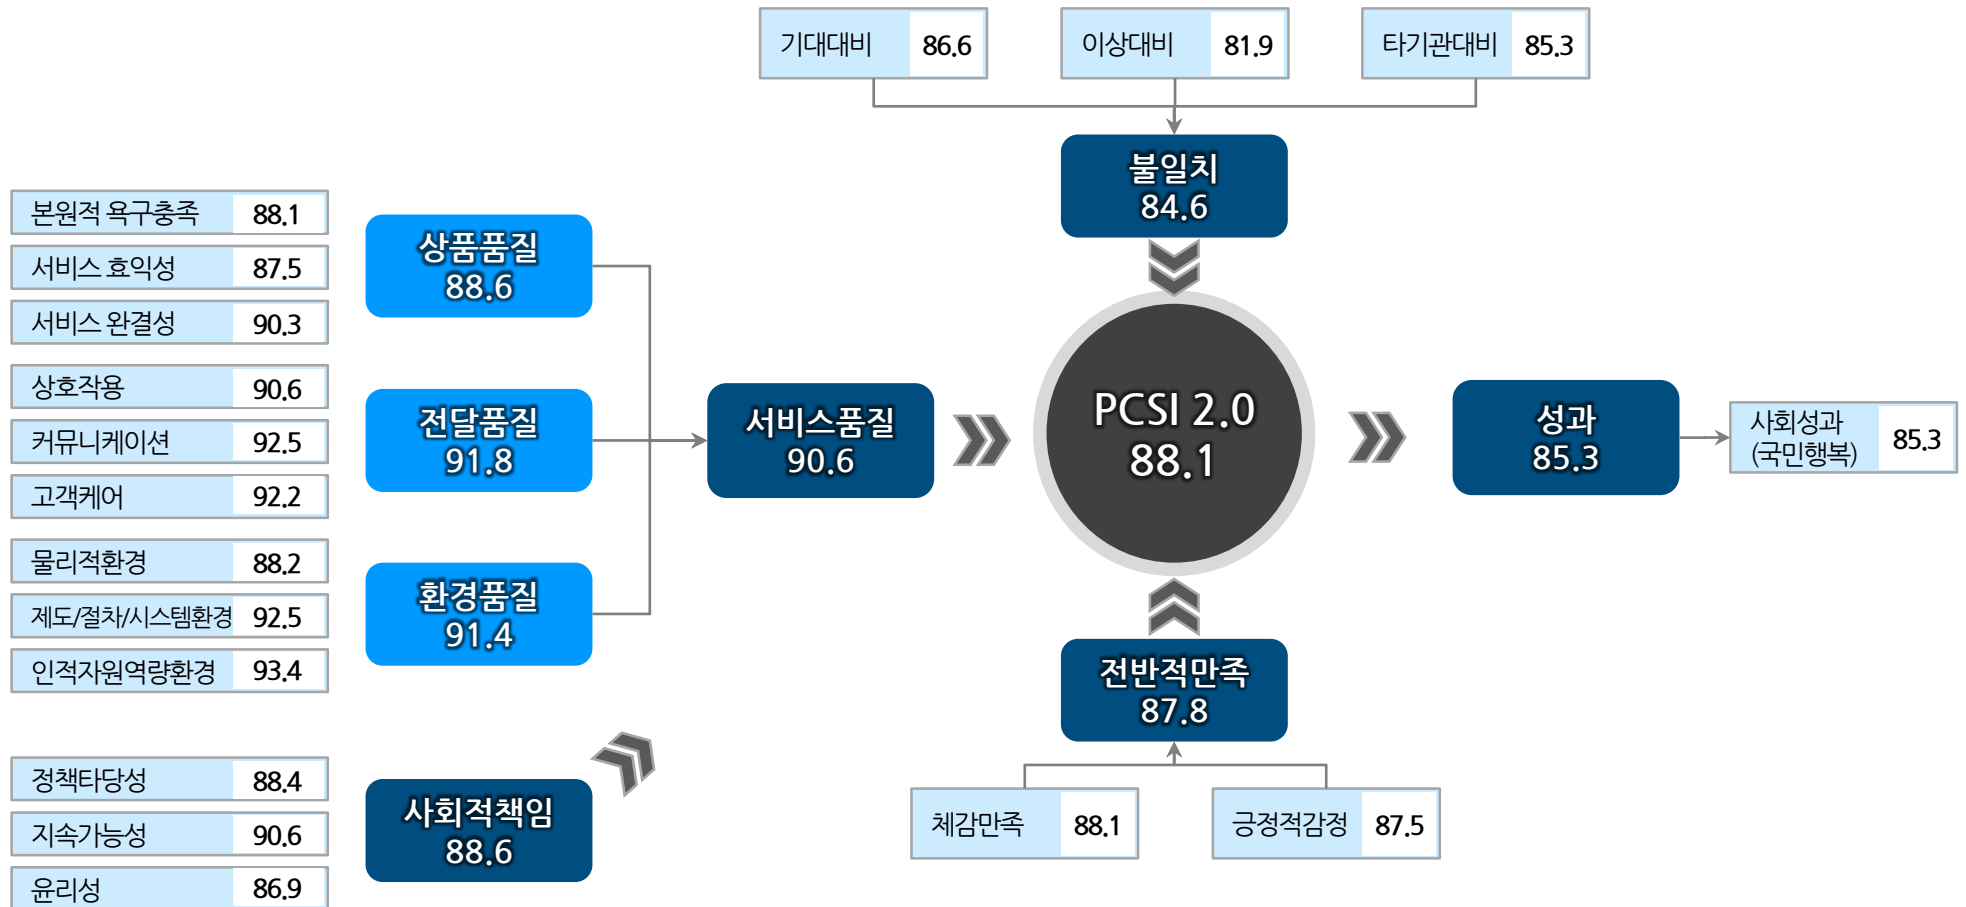 기대대비 86.6
이상대비 81.9
타기관대비 85.3
불일치
84.6
본원적 욕구충족 88.1
서비스 효익성 87.5
서비스 완결성 90.3
상품품질
88.6
상호작용 90.6
커뮤니케이션 92.5
고객케어 92.2
전달품질
91.8
물리적환경 88.2
제도/절차/시스템환경 92.5
인적자원역량환경 93.4
환경품질
91.4
서비스품질
90.6
PCSI 2.0
88.1
성과
85.3
사회성과
(국민행복)
85.3
전반적만족
87.8
체감만족 88.1
긍정적감정 87.5
정책타당성 88.4
지속가능성 90.6
윤리성 86.9
사회적책임
88.6